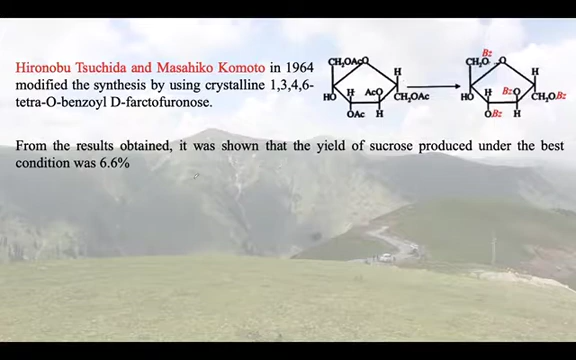 Hironobu Tsuchida and Masahiko Komoto in 1964
modified the synthesis by using crystalline 1,3,4,6-
tetra-O-benzoyl D-farctofuronose.
CH₂OAcO
H
HO
H
AcO
CH₂OAc
OAc
H
Bz
CH₂O
O
H
HO
H
BzO
CH₂OBz
OBz
H
From the results obtained, it was shown that the yield of sucrose produced under the best
condition was 6.6%